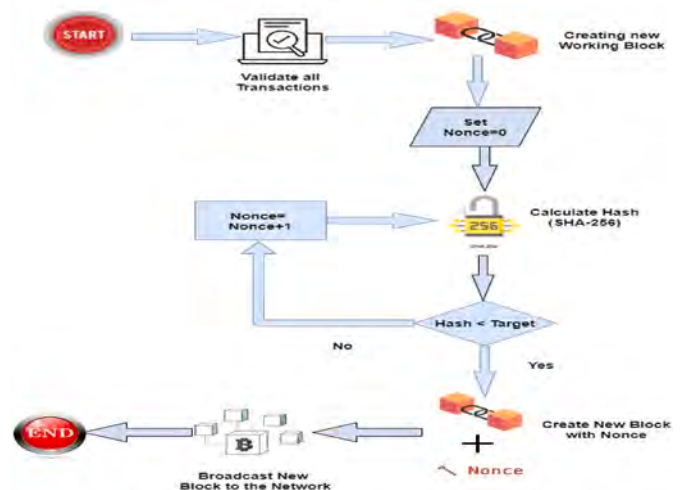 START
Validate all
Transactions
Creating new
Working Block
Set
Nonce=0
Nonce=
Nonce+1
256
Calculate Hash
(SHA-256)
Hash < Target
No
Yes
Create New Block
with Nonce
+
Nonce
END
Broadcast New
Block to the Network